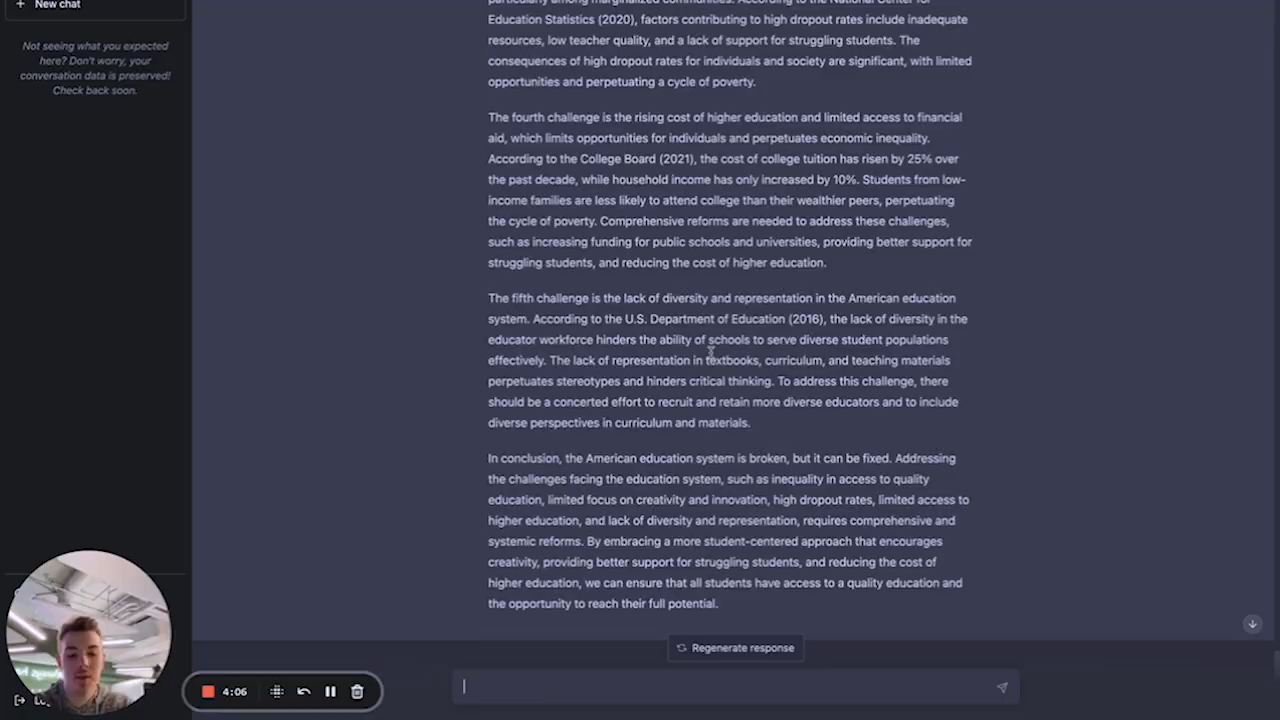 + New chat
Not seeing what you expected
here? Don't worry, your
conversation data is preserved!
Check back soon.
particularly among marginalized communities. According to the National Center for
Education Statistics (2020), factors contributing to high dropout rates include inadequate
resources, low teacher quality, and a lack of support for struggling students. The
consequences of high dropout rates for individuals and society are significant, with limited
opportunities and perpetuating a cycle of poverty.
The fourth challenge is the rising cost of higher education and limited access to financial
aid, which limits opportunities for individuals and perpetuates economic inequality.
According to the College Board (2021), the cost of college tuition has risen by 25% over
the past decade, while household income has only increased by 10%. Students from low-
income families are less likely to attend college than their wealthier peers, perpetuating
the cycle of poverty. Comprehensive reforms are needed to address these challenges,
such as increasing funding for public schools and universities, providing better support for
struggling students, and reducing the cost of higher education.
The fifth challenge is the lack of diversity and representation in the American education
system. According to the U.S. Department of Education (2016), the lack of diversity in the
educator workforce hinders the ability of schools to serve diverse student populations
effectively. The lack of representation in textbooks, curriculum, and teaching materials
perpetuates stereotypes and hinders critical thinking. To address this challenge, there
should be a concerted effort to recruit and retain more diverse educators and to include
diverse perspectives in curriculum and materials.
In conclusion, the American education system is broken, but it can be fixed. Addressing
the challenges facing the education system, such as inequality in access to quality
education, limited focus on creativity and innovation, high dropout rates, limited access to
higher education, and lack of diversity and representation, requires comprehensive and
systemic reforms. By embracing a more student-centered approach that encourages
creativity, providing better support for struggling students, and reducing the cost of
higher education, we can ensure that all students have access to a quality education and
the opportunity to reach their full potential.
Regenerate response
4:06